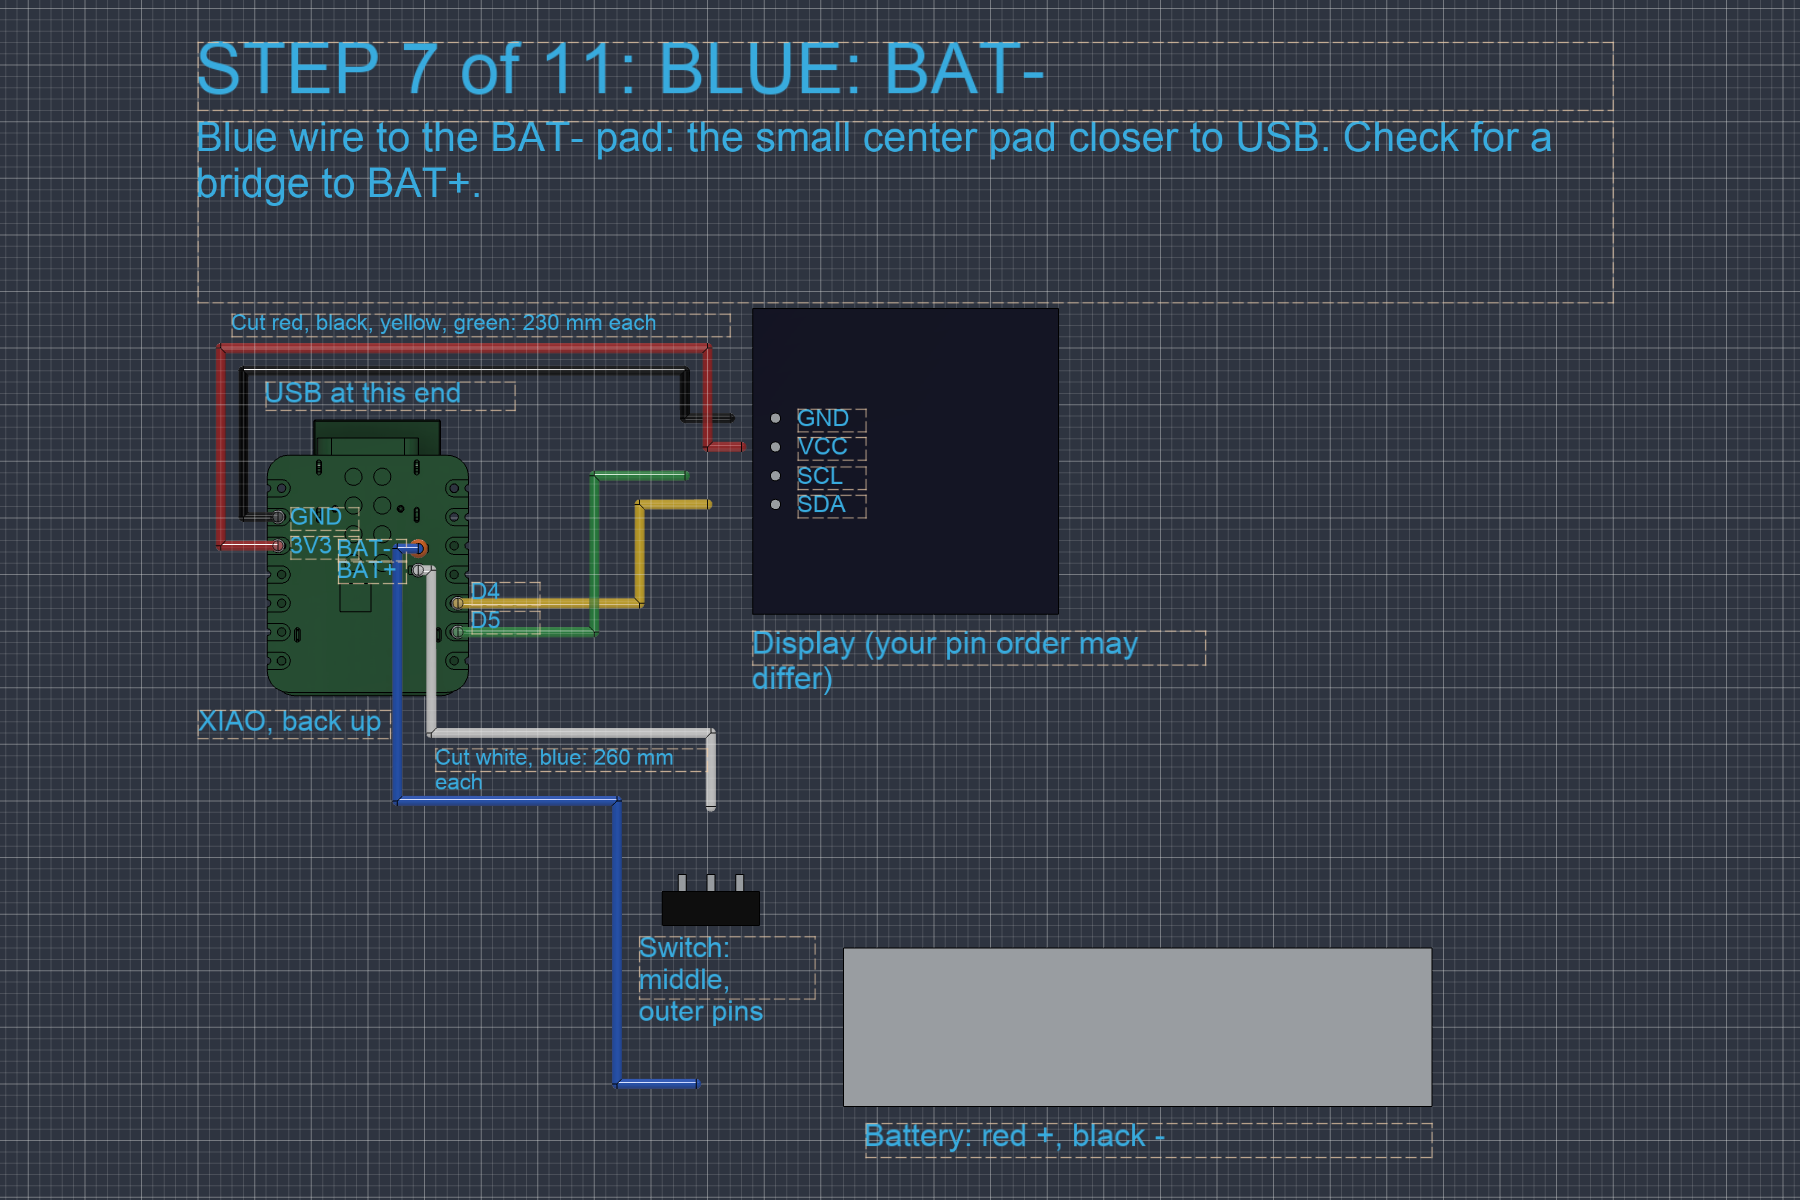 STEP 7 of 11: BLUE: BAT-
Blue wire to the BAT- pad: the small center pad closer to USB. Check for a
bridge to BAT+.
Cut red, black, yellow, green: 230 mm each
USB at this end
GND
VCC
SCL
SDA
GND
3V3
BAT-
BAT+
D4
D5
Display (your pin order may
differ)
XIAO, back up
Cut white, blue: 260 mm
each
Switch:
middle,
outer pins
Battery: red +, black -